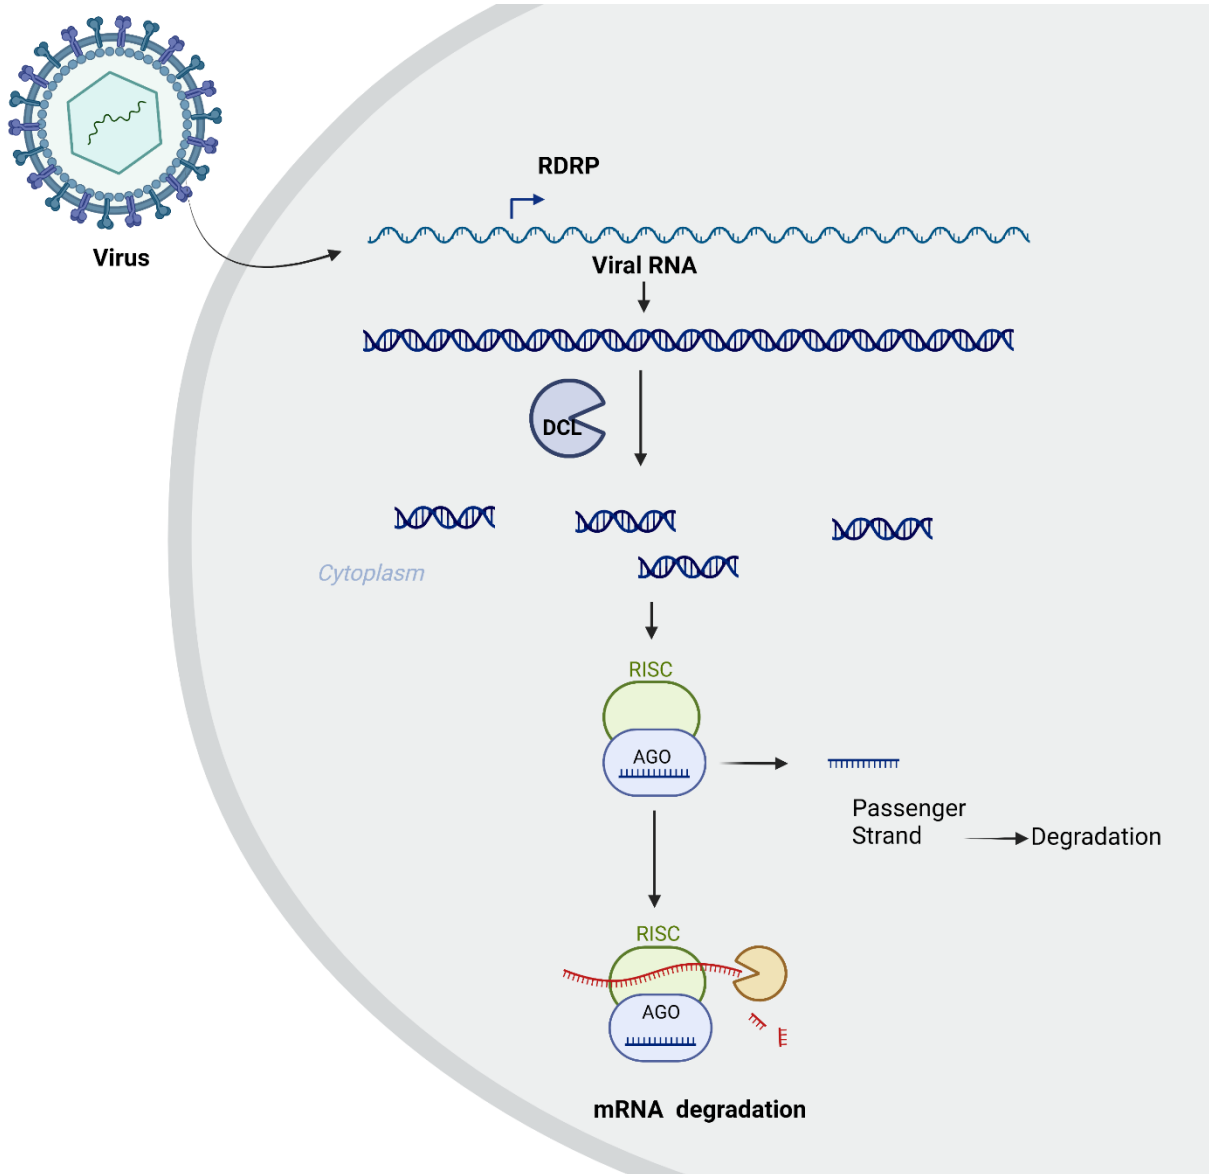 RDRP
Virus
Viral RNA
DCL
Cytoplasm
RISC
AGO
Passenger
Strand
Degradation
RISC
AGO
mRNA degradation